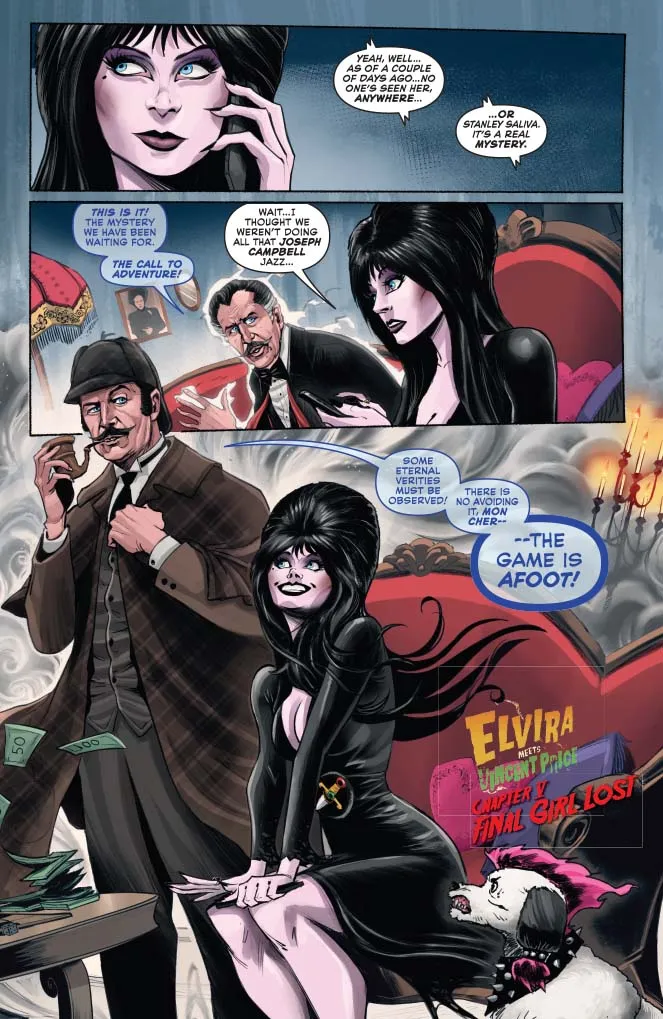 YEAH, WELL...
AS OF A COUPLE
OF DAYS AGO...NO
ONE'S SEEN HER,
ANYWHERE...
...OR
STANLEY SALIVA.
IT'S A REAL
MYSTERY.
THIS IS IT!
THE MYSTERY
WE HAVE BEEN
WAITING FOR.
THE CALL TO
ADVENTURE!
WAIT...I
THOUGHT WE
WEREN'T DOING
ALL THAT JOSEPH
CAMPBELL
JAZZ...
SOME
ETERNAL
VERITIES
MUST BE
OBSERVED!
THERE IS
NO AVOIDING
IT, MON
CHER--
--THE
GAME IS
AFOOT!
ELVIRA
MEETS
VINCENT PRICE
CHAPTER V
FINAL GIRL LOST
50
100